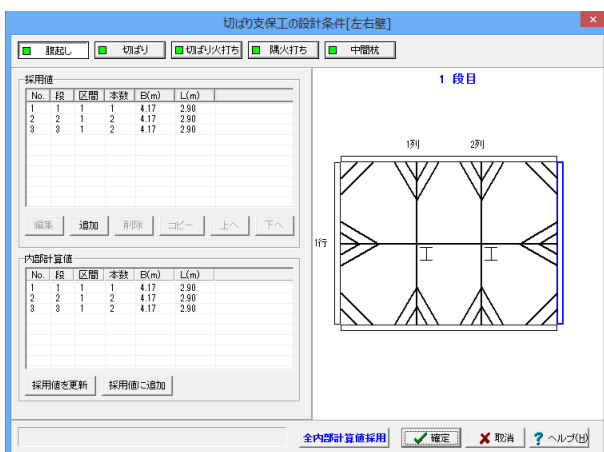 切ばり支保工の設計条件[左右壁]
腹起し 切ばり 切ばり火打ち 隅火打ち 中間杭
採用値
No. 段 区間 本数 B(m) L(m)
1 1 1 1 4.17 2.90
2 2 1 2 4.17 2.90
3 3 1 2 4.17 2.90
編集 追加 削除 コピー 上へ 下へ
内部計算値
No. 段 区間 本数 B(m) L(m)
1 1 1 1 4.17 2.90
2 2 1 2 4.17 2.90
3 3 1 2 4.17 2.90
採用値を更新 採用値に追加
1 段目
1列 2列
1行
全内部計算値採用 確定 取消 ? ヘルプ(H)